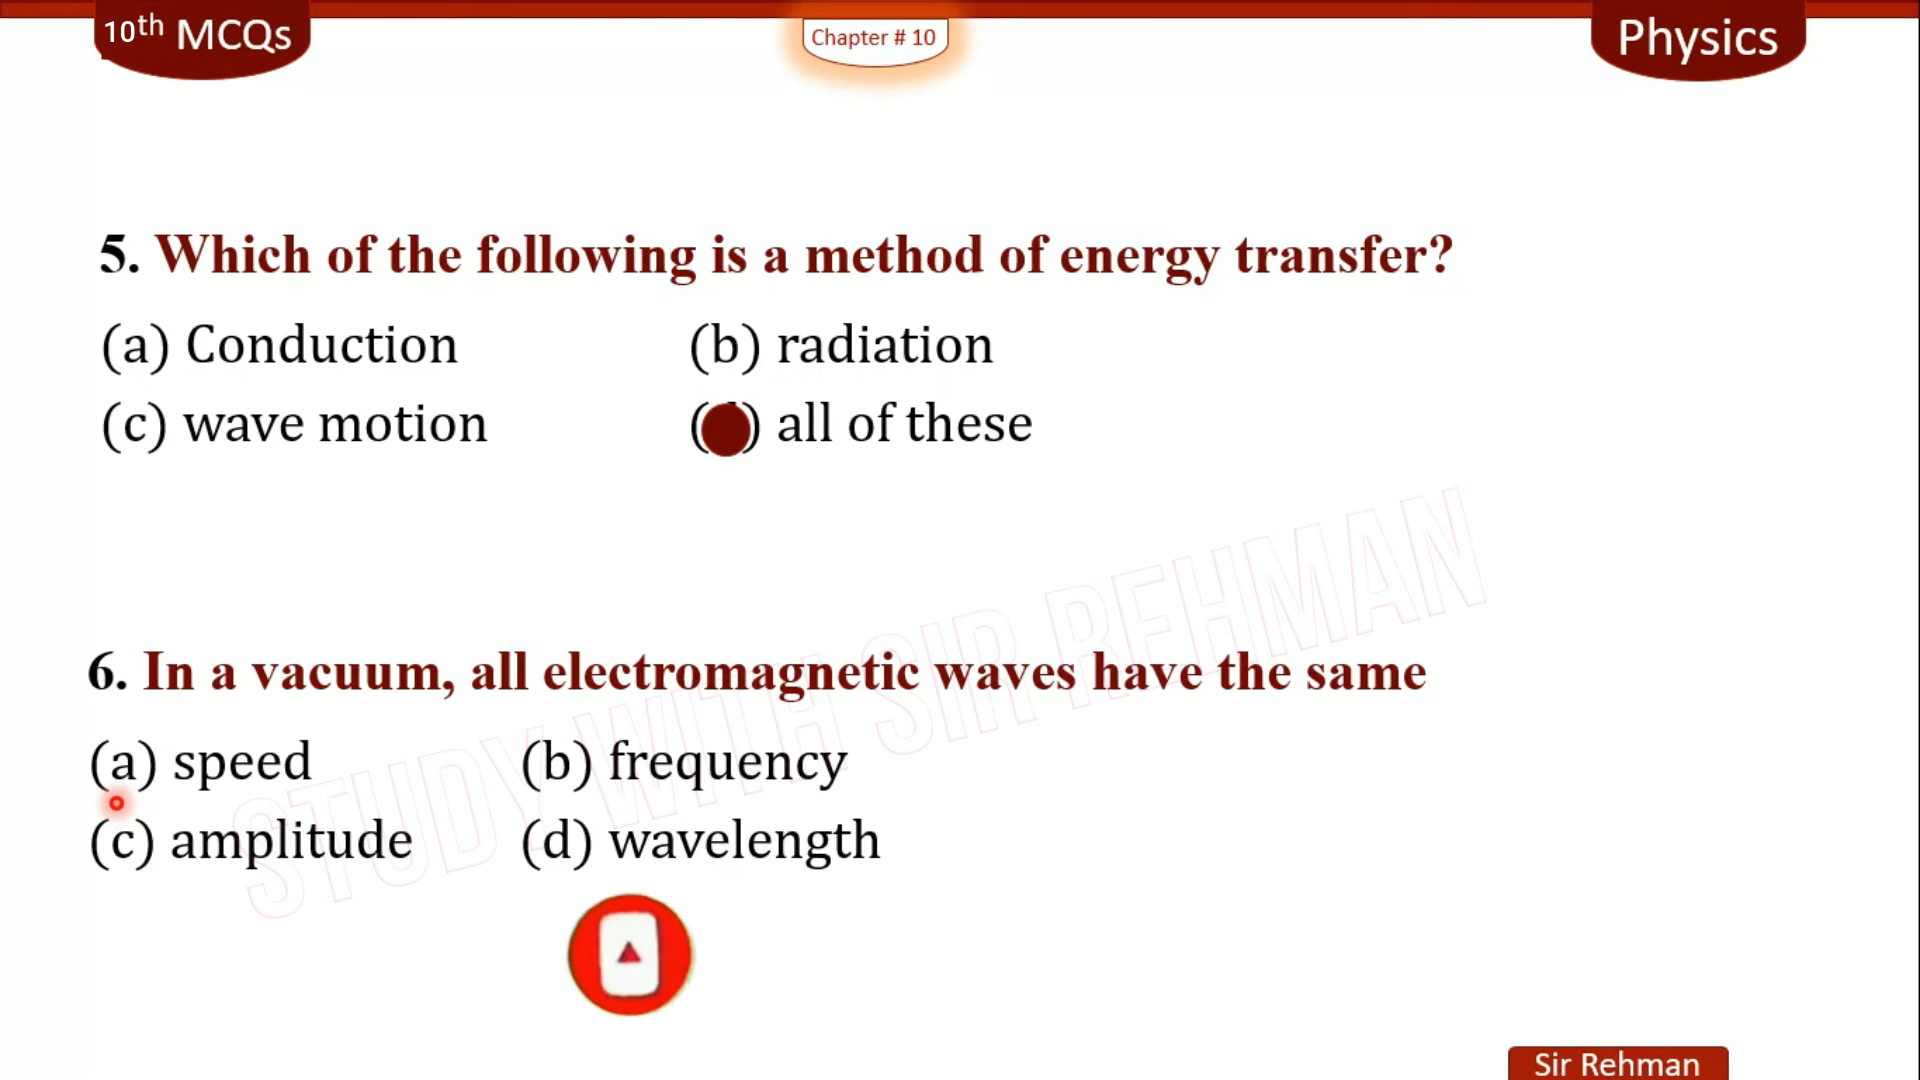 10th MCQs
Chapter # 10
Physics
5. Which of the following is a method of energy transfer?
(a) Conduction (b) radiation
(c) wave motion ( ) all of these
6. In a vacuum, all electromagnetic waves have the same
(a) speed (b) frequency
(c) amplitude (d) wavelength
STUDY WITH SIR REHMAN
Sir Rehman